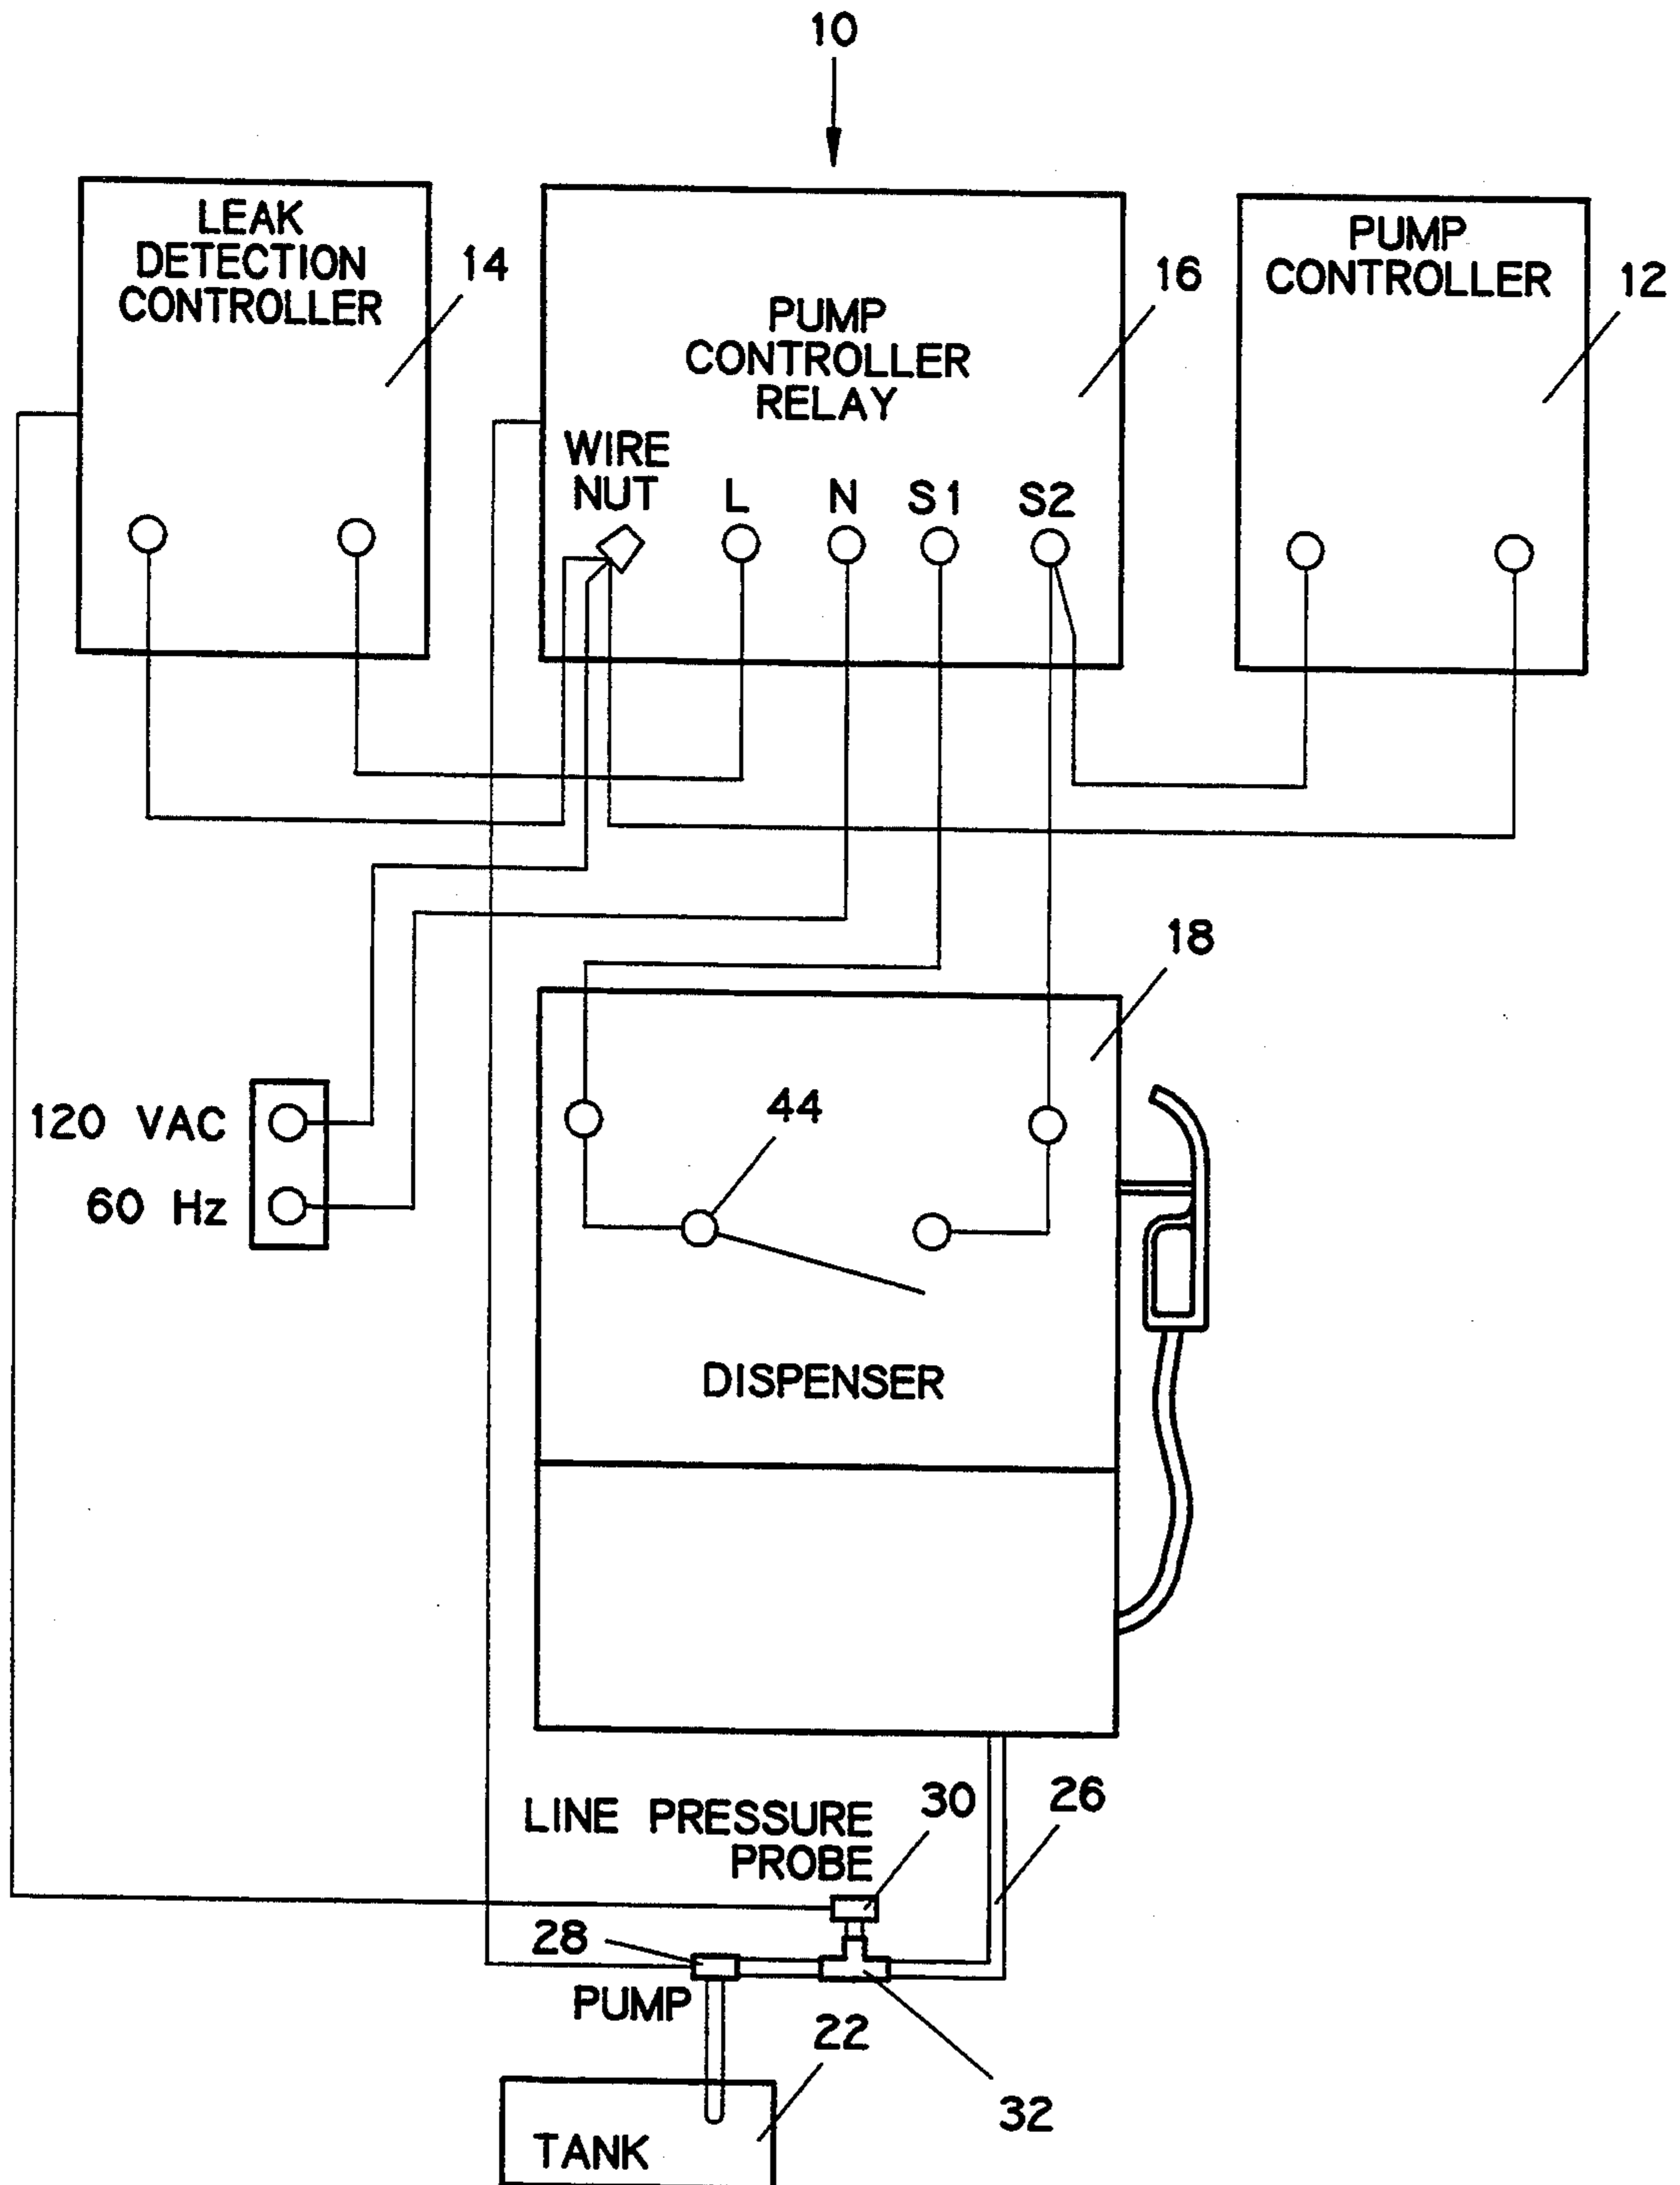 10
LEAK
DETECTION
CONTROLLER
14
PUMP
CONTROLLER
RELAY
16
PUMP
CONTROLLER
12
WIRE
NUT
L
N
S1
S2
18
120 VAC
60 Hz
44
DISPENSER
LINE PRESSURE
PROBE
30
26
28
PUMP
22
32
TANK